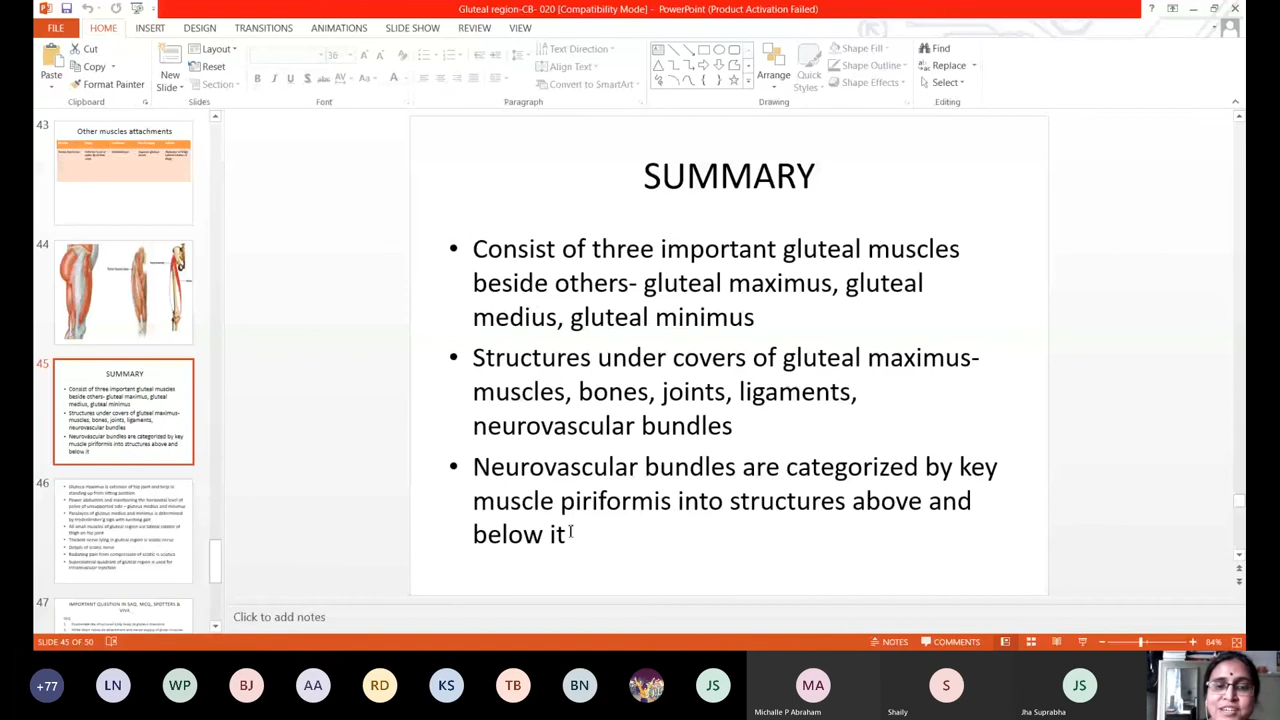 Gluteal region-CB- 020 [Compatibility Mode] - PowerPoint (Product Activation Failed)
FILE HOME INSERT DESIGN TRANSITIONS ANIMATIONS SLIDE SHOW REVIEW VIEW
Paste
Cut
Copy
Format Painter
Clipboard
New
Slide
Layout
Reset
Section
Slides
36
Font
Text Direction
Align Text
Convert to SmartArt
Paragraph
Arrange
Quick
Styles
Shape Fill
Shape Outline
Shape Effects
Drawing
Find
Replace
Select
Editing
43
Other muscles attachments
44
45
SUMMARY
Consist of three important gluteal muscles
beside others- gluteal maximus, gluteal
medius, gluteal minimus
Structures under covers of gluteal maximus-
muscles, bones, joints, ligaments,
neurovascular bundles
Neurovascular bundles are categorized by key
muscle piriformis into structures above and
below it
46
47
IMPORTANT QUESTION IN SAQ, MCQ, SPOTTERS &
VIVA
SUMMARY
• Consist of three important gluteal muscles
beside others- gluteal maximus, gluteal
medius, gluteal minimus
• Structures under covers of gluteal maximus-
muscles, bones, joints, ligaments,
neurovascular bundles
• Neurovascular bundles are categorized by key
muscle piriformis into structures above and
below it
Click to add notes
SLIDE 45 OF 50
NOTES COMMENTS 84%
+77 LN WP BJ AA RD KS TB BN JS MA S JS
Michalle P Abraham Shaily Jha Suprabha